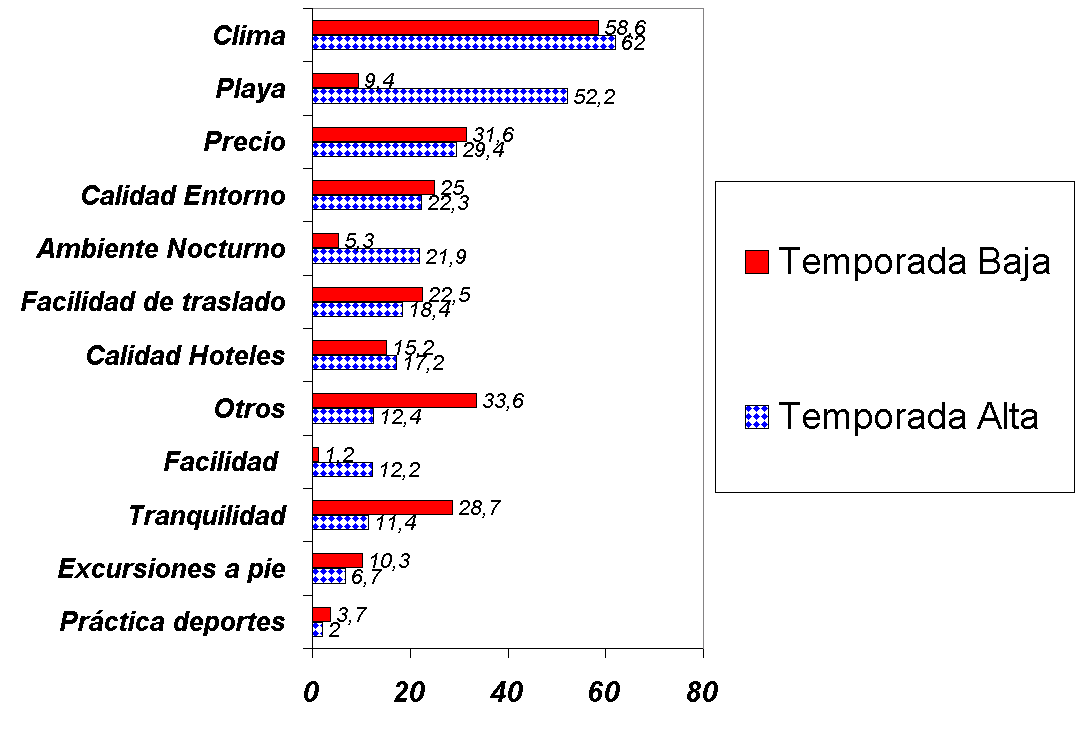 Clima 58,6
62
Playa 9,4
52,2
Precio 31,6
29,4
Calidad Entorno 25
22,3
Ambiente Nocturno 5,3
21,9
Facilidad de traslado 22,5
18,4
Calidad Hoteles 15,2
17,2
Otros 33,6
12,4
Facilidad 1,2
12,2
Tranquilidad 28,7
11,4
Excursiones a pie 10,3
6,7
Práctica deportes 3,7
2
0 20 40 60 80
Temporada Baja
Temporada Alta